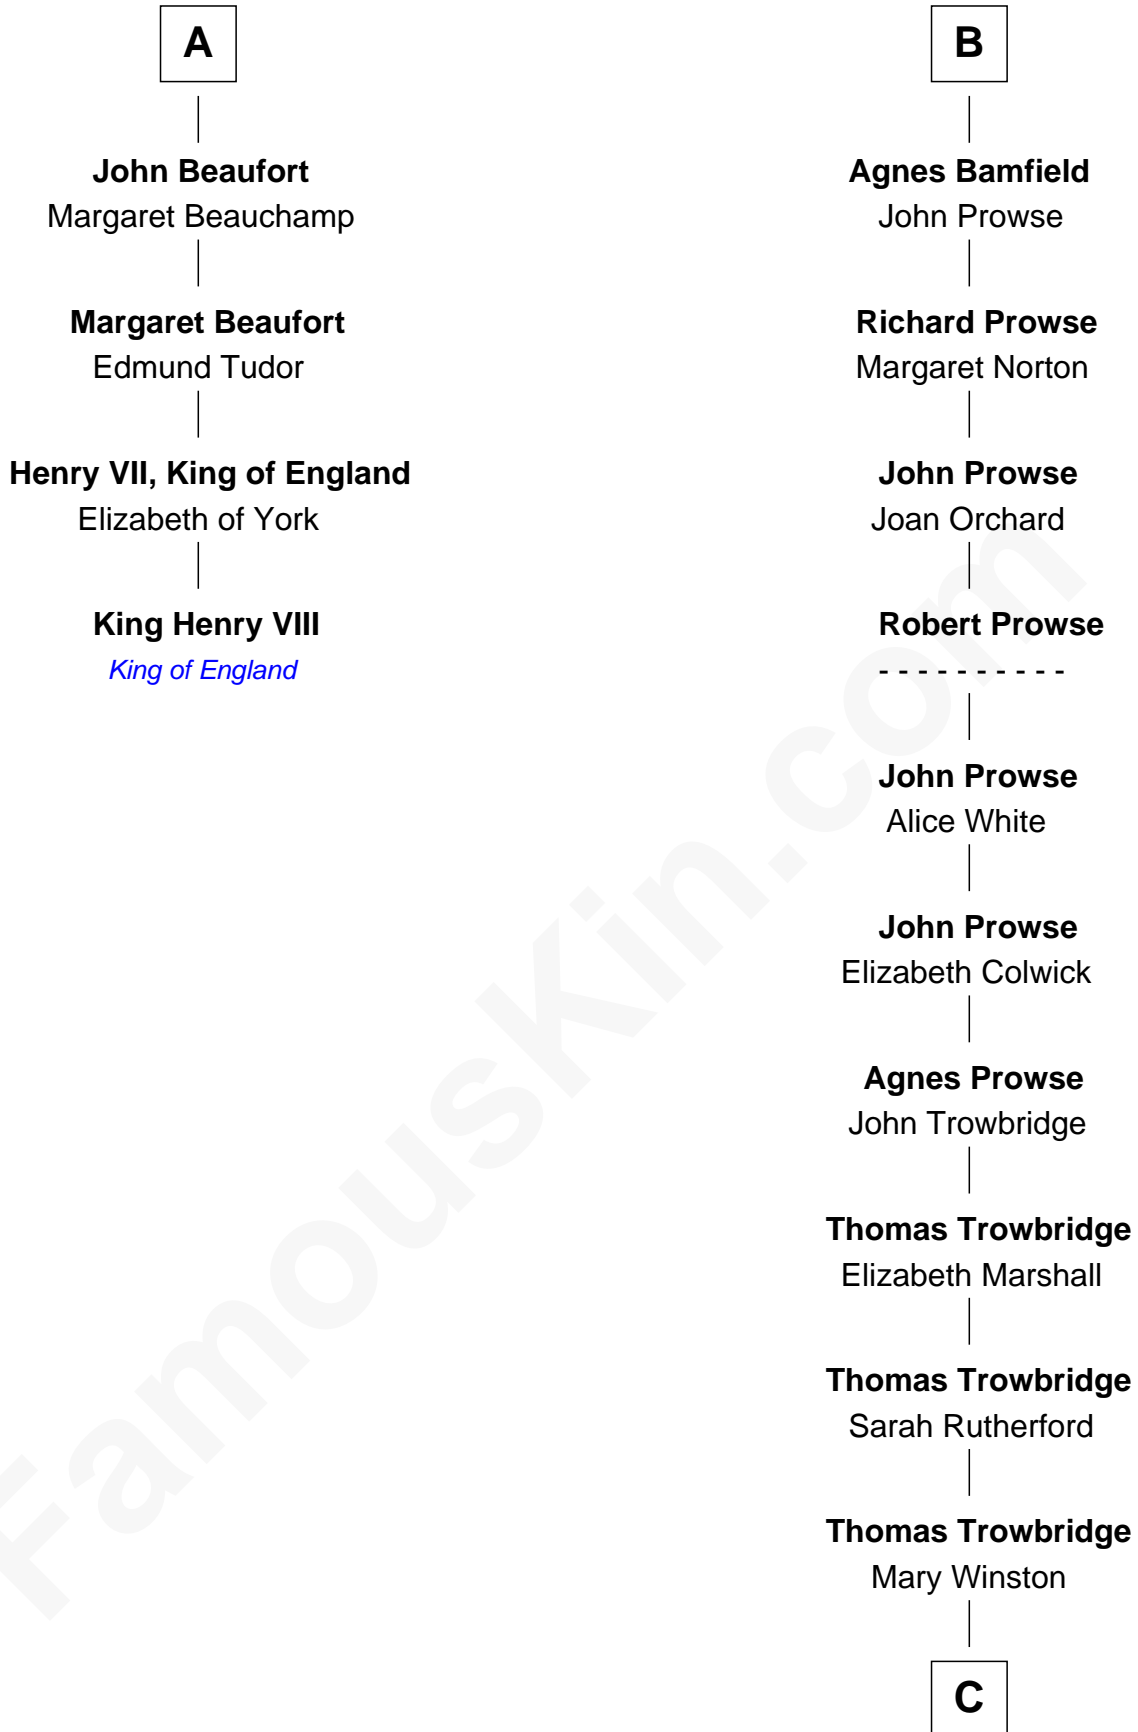 A
John Beaufort
Margaret Beauchamp
Margaret Beaufort
Edmund Tudor
Henry VII, King of England
Elizabeth of York
King Henry VIII
King of England
B
Agnes Bamfield
John Prowse
Richard Prowse
Margaret Norton
John Prowse
Joan Orchard
Robert Prowse
- - - - - - - - - -
John Prowse
Alice White
John Prowse
Elizabeth Colwick
Agnes Prowse
John Trowbridge
Thomas Trowbridge
Elizabeth Marshall
Thomas Trowbridge
Sarah Rutherford
Thomas Trowbridge
Mary Winston
C
FamousKin.com